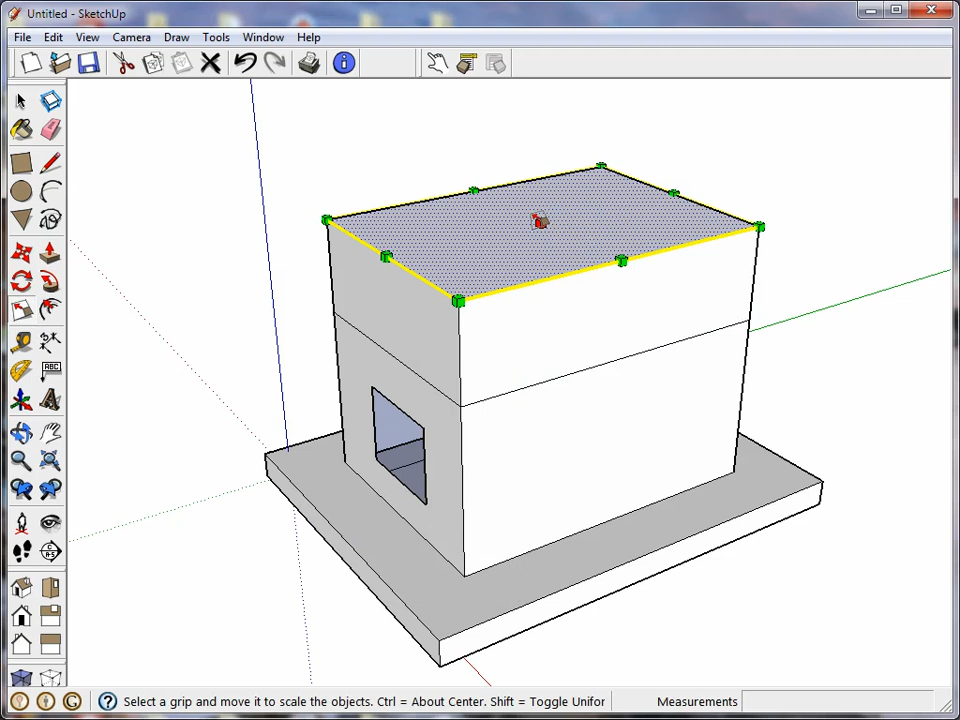 Untitled - SketchUp
File Edit View Camera Draw Tools Window Help
ABC
A
C
A-S
G
? Select a grip and move it to scale the objects. Ctrl = About Center. Shift = Toggle Unifor Measurements